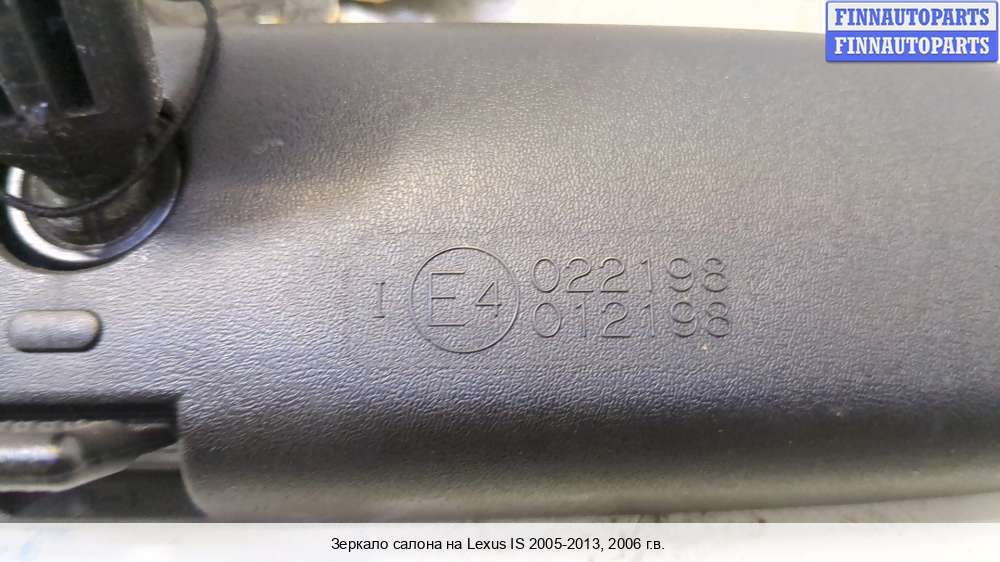 FINNAUTOPARTS
FINNAUTOPARTS
022198
I E4
012198
Зеркало салона на Lexus IS 2005-2013, 2006 г.в.